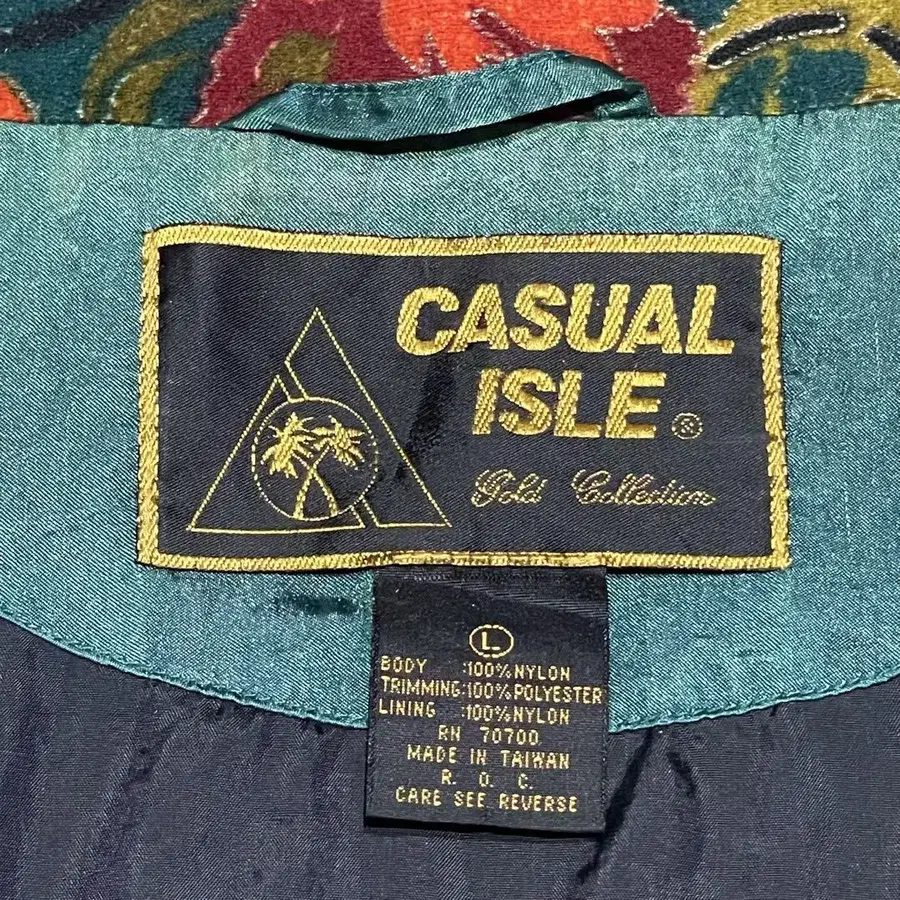 CASUAL
ISLE ®
Gold Collection
L
BODY :100% NYLON
TRIMMING:100% POLYESTER
LINING :100% NYLON
RN 70700
MADE IN TAIWAN
R. O. C.
CARE SEE REVERSE